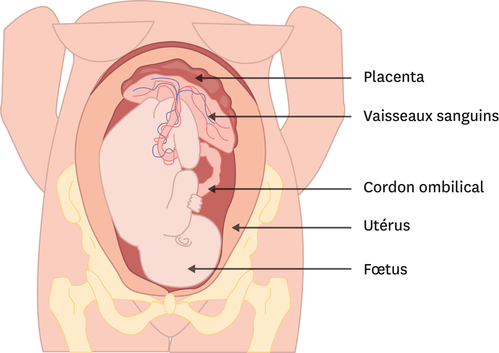 Placenta
Vaisseaux sanguins
Cordon ombilical
Utérus
Fœtus